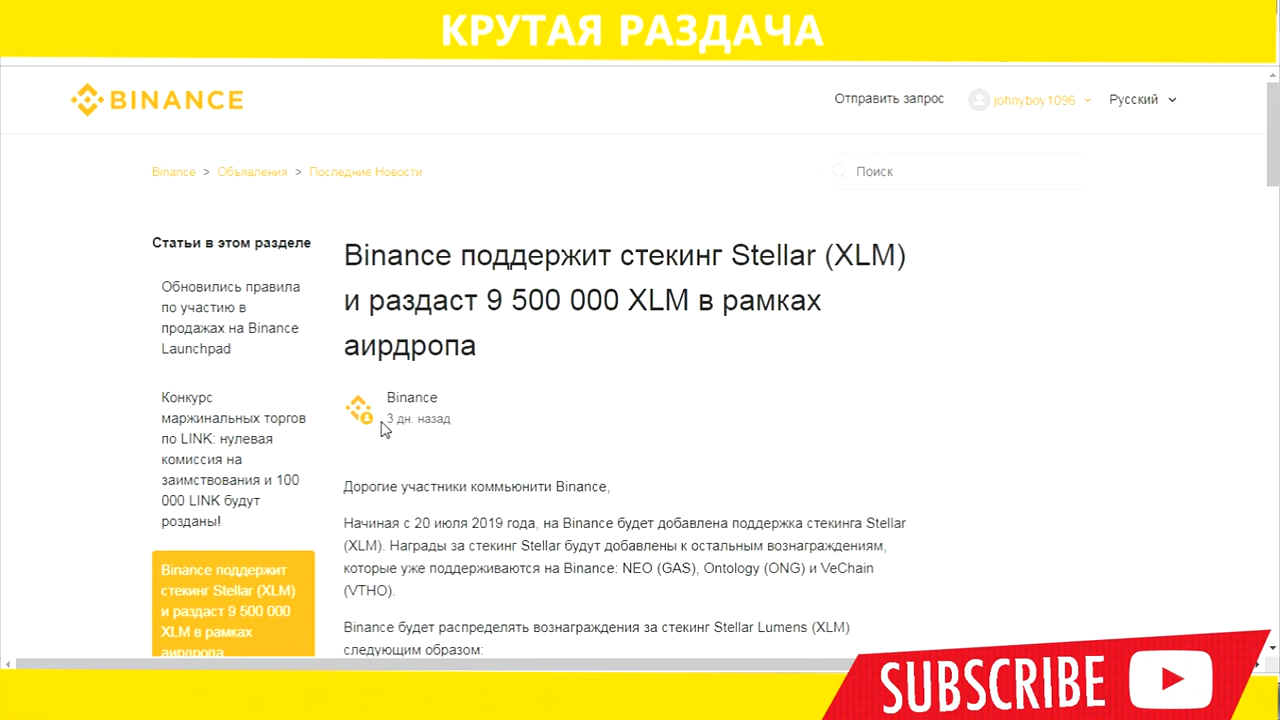 КРУТАЯ РАЗДАЧА
BINANCE
Отправить запрос
johnyboy1096
Русский
Binance > Объявления > Последние Новости
Поиск
Статьи в этом разделе
Обновились правила
по участию в
продажах на Binance
Launchpad
Конкурс
маржинальных торгов
по LINK: нулевая
комиссия на
заимствования и 100
000 LINK будут
розданы!
Binance поддержит
стекинг Stellar (XLM)
и раздаст 9 500 000
XLM в рамках
аирдропа
Binance поддержит стекинг Stellar (XLM)
и раздаст 9 500 000 XLM в рамках
аирдропа
Binance
3 дн. назад
Дорогие участники коммьюнити Binance,
Начиная с 20 июля 2019 года, на Binance будет добавлена поддержка стекинга Stellar
(XLM). Награды за стекинг Stellar будут добавлены к остальным вознаграждениям,
которые уже поддерживаются на Binance: NEO (GAS), Ontology (ONG) и VeChain
(VTHO).
Binance будет распределять вознаграждения за стекинг Stellar Lumens (XLM)
следующим образом:
SUBSCRIBE